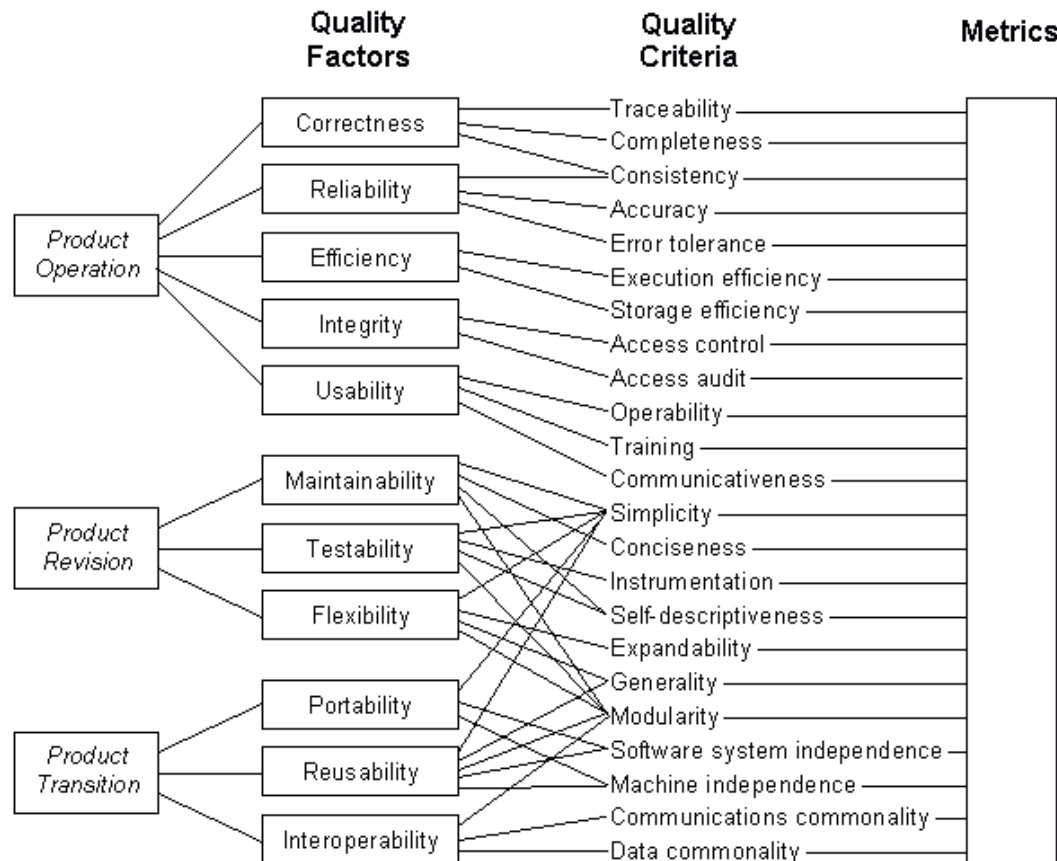 Quality
Factors
Quality
Criteria
Metrics
Product
Operation
Correctness
Reliability
Efficiency
Integrity
Usability
Product
Revision
Maintainability
Testability
Flexibility
Product
Transition
Portability
Reusability
Interoperability
Traceability
Completeness
Consistency
Accuracy
Error tolerance
Execution efficiency
Storage efficiency
Access control
Access audit
Operability
Training
Communicativeness
Simplicity
Conciseness
Instrumentation
Self-descriptiveness
Expandability
Generality
Modularity
Software system independence
Machine independence
Communications commonality
Data commonality